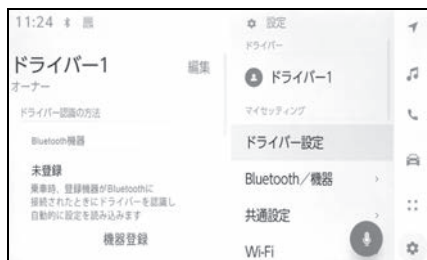 11:24
ドライバー1
編集
オーナー
ドライバー認識の方法
Bluetooth機器
未登録
乗車時、登録機器がBluetoothに
接続されたときにドライバーを認識し
自動的に設定を読み込みます
機器登録
設定
ドライバー
ドライバー1
マイセッティング
ドライバー設定
Bluetooth／機器
共通設定
Wi-Fi